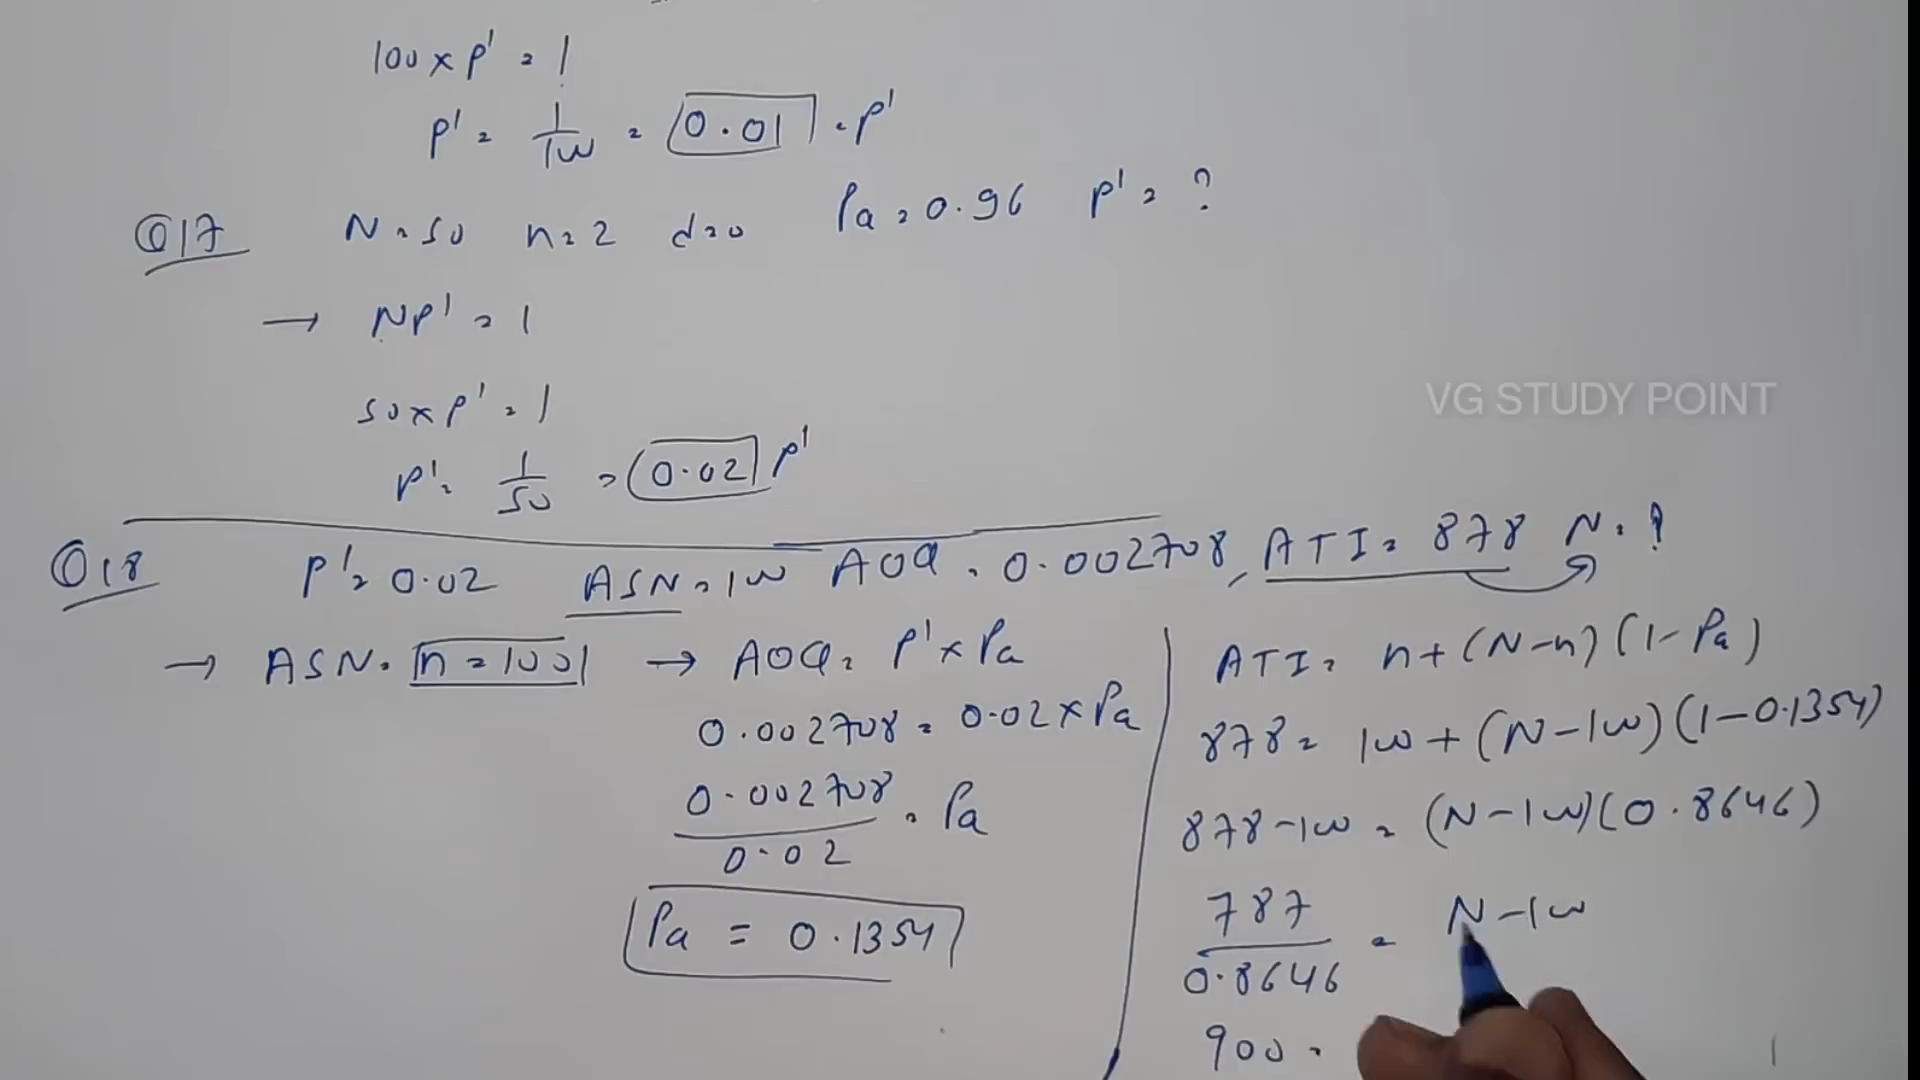 100 x P' = 1
P' = 1/100 = 0.01 = P'
Q17 N = 50 n = 2 d = 0 Pa = 0.96 P' = ?
→ NP' = 1
50 x P' = 1
P' = 1/50 = 0.02 P'
VG STUDY POINT
Q18 P' = 0.02 ASN = 100 AOQ = 0.002708, ATI = 878 N = ?
→ ASN = n = 100
→ AOQ = P' x Pa
0.002708 = 0.02 x Pa
0.002708/0.02 = Pa
Pa = 0.1354
ATI = n + (N-n) (1-Pa)
878 = 100 + (N-100) (1-0.1354)
878-100 = (N-100) (0.8646)
787/0.8646 = N-100
900 =